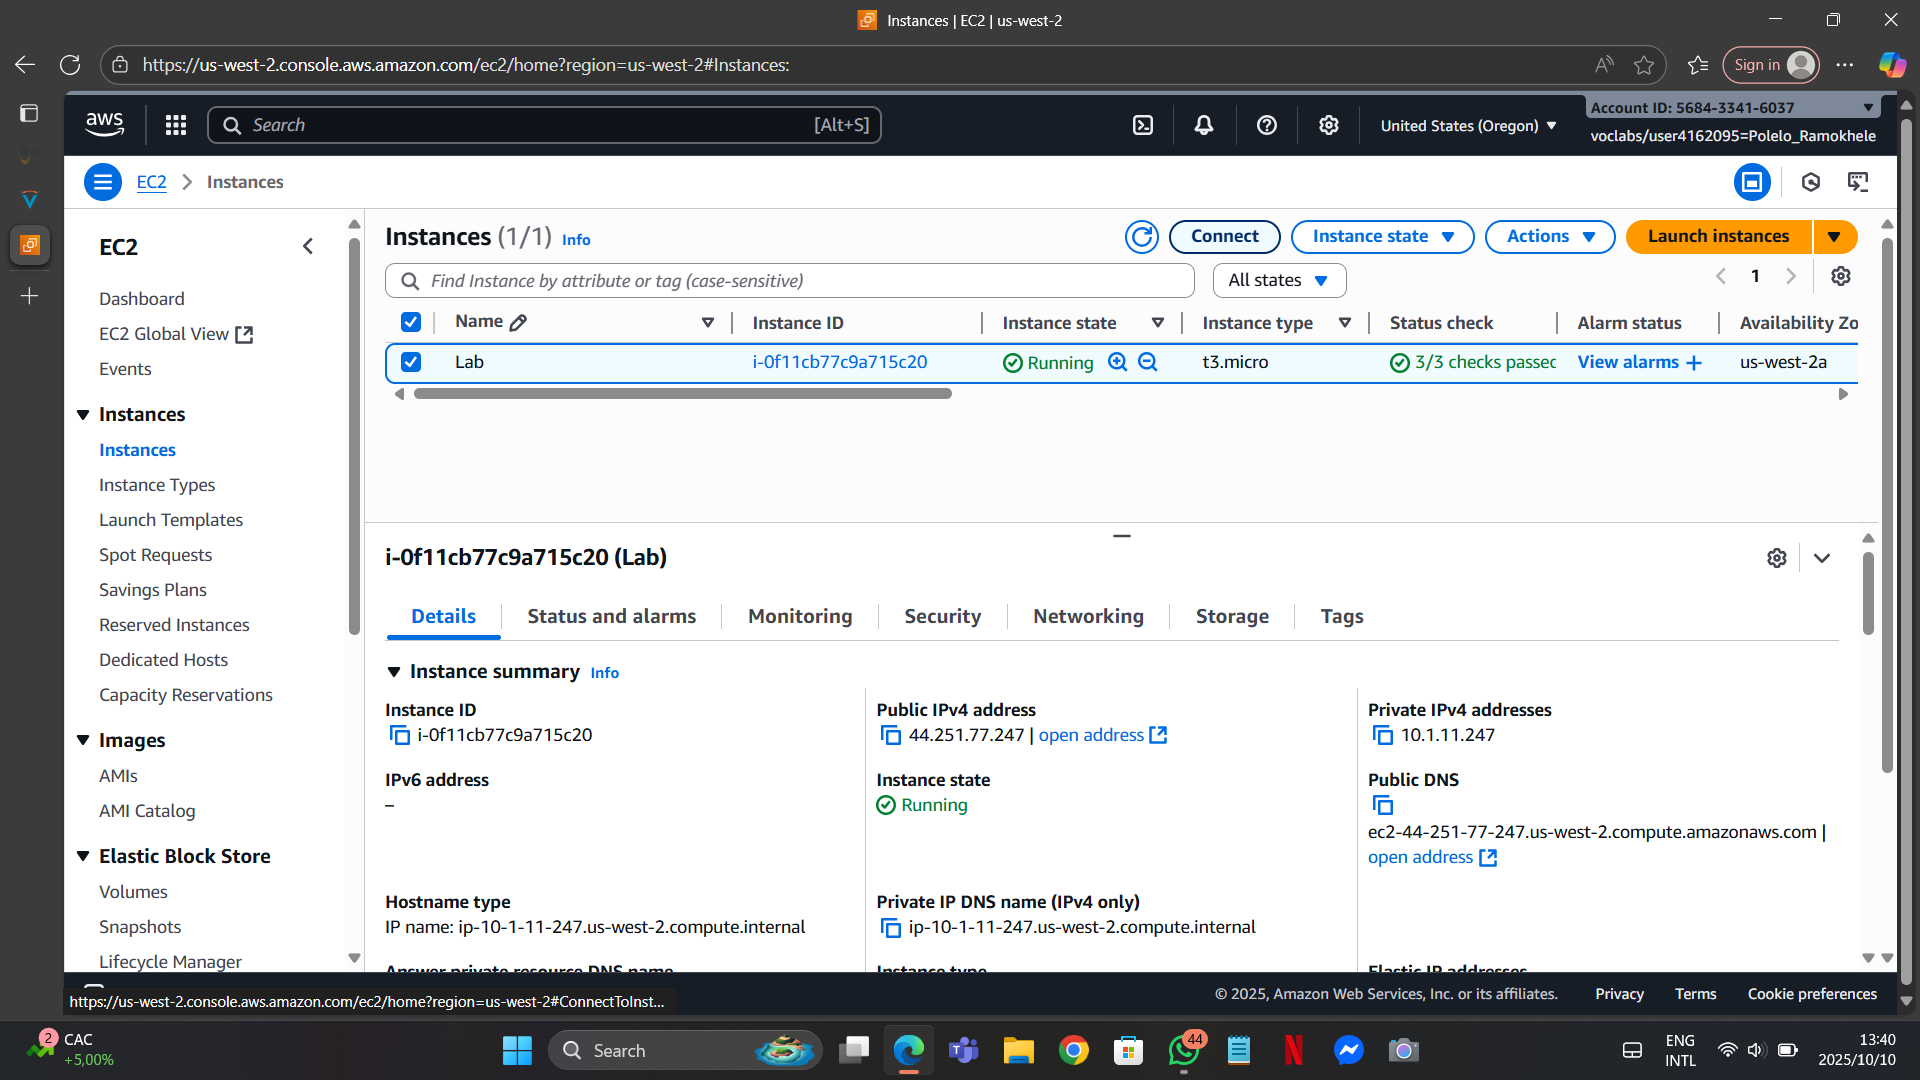 Instances | EC2 | us-west-2
https://us-west-2.console.aws.amazon.com/ec2/home?region=us-west-2#Instances:
Sign in
aws
Search
[Alt+S]
United States (Oregon)
Account ID: 5684-3341-6037
voclabs/user4162095=Polelo_Ramokhele
EC2
Instances
EC2
Dashboard
EC2 Global View
Events
Instances
Instances
Instance Types
Launch Templates
Spot Requests
Savings Plans
Reserved Instances
Dedicated Hosts
Capacity Reservations
Images
AMIs
AMI Catalog
Elastic Block Store
Volumes
Snapshots
Lifecycle Manager
Instances (1/1) Info
Connect
Instance state
Actions
Launch instances
Find Instance by attribute or tag (case-sensitive)
All states
1
Name
Instance ID
Instance state
Instance type
Status check
Alarm status
Availability Zo
Lab
i-0f11cb77c9a715c20
Running
t3.micro
3/3 checks passec
View alarms
us-west-2a
i-0f11cb77c9a715c20 (Lab)
Details
Status and alarms
Monitoring
Security
Networking
Storage
Tags
Instance summary Info
Instance ID
i-0f11cb77c9a715c20
Public IPv4 address
44.251.77.247 | open address
Private IPv4 addresses
10.1.11.247
IPv6 address
–
Instance state
Running
Public DNS
ec2-44-251-77-247.us-west-2.compute.amazonaws.com |
open address
Hostname type
IP name: ip-10-1-11-247.us-west-2.compute.internal
Private IP DNS name (IPv4 only)
ip-10-1-11-247.us-west-2.compute.internal
Answer private resource DNS name
Instance type
Elastic IP addresses
https://us-west-2.console.aws.amazon.com/ec2/home?region=us-west-2#ConnectToInst...
© 2025, Amazon Web Services, Inc. or its affiliates.
Privacy
Terms
Cookie preferences
2
CAC
+5,00%
Search
44
ENG
INTL
13:40
2025/10/10